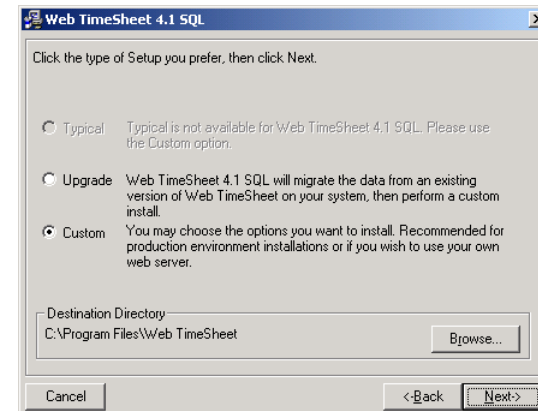 Web TimeSheet 4.1 SQL
Click the type of Setup you prefer, then click Next.
Typical Typical is not available for Web TimeSheet 4.1 SQL. Please use
the Custom option.
Upgrade Web TimeSheet 4.1 SQL will migrate the data from an existing
version of Web TimeSheet on your system, then perform a custom
install.
Custom You may choose the options you want to install. Recommended for
production environment installations or if you wish to use your own
web server.
Destination Directory
C:\Program Files\Web TimeSheet
Browse...
Cancel <-Back Next->